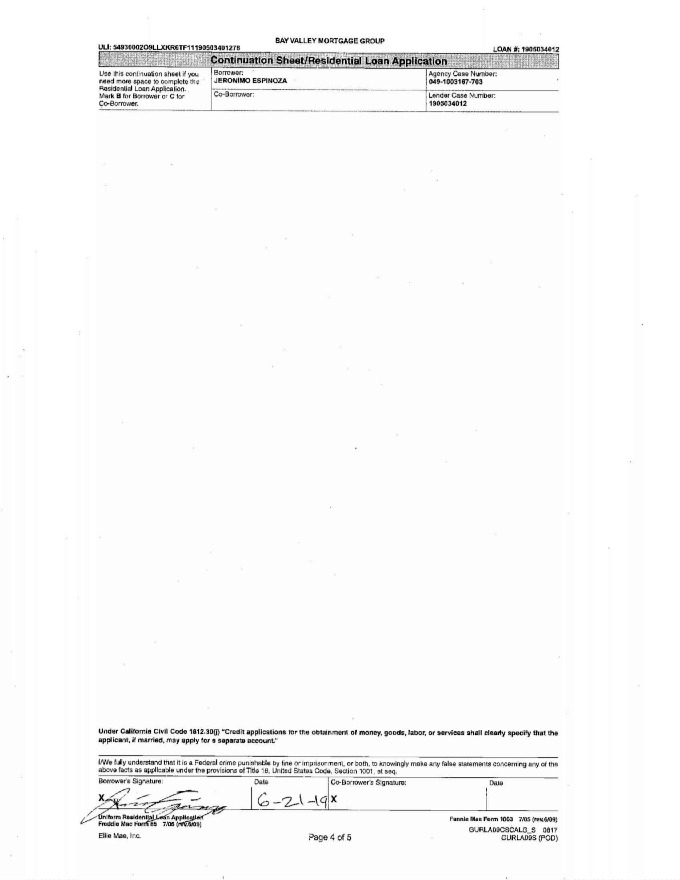 BAY VALLEY MORTGAGE GROUP
ULI: 54930002O9LLXKR6TF11190503401278 LOAN #: 1905034012
Continuation Sheet/Residential Loan Application
Use this continuation sheet if you
need more space to complete the
Residential Loan Application.
Mark B for Borrower or C for
Co-Borrower.
Borrower:
JERONIMO ESPINOZA
Agency Case Number:
049-1003167-703
Co-Borrower:
Lender Case Number:
1905034012
Under California Civil Code 1812.30(j) "Credit applications for the obtainment of money, goods, labor, or services shall clearly specify that the
applicant, if married, may apply for a separate account."
I/We fully understand that it is a Federal crime punishable by fine or imprisonment, or both, to knowingly make any false statements concerning any of the
above facts as applicable under the provisions of Title 18, United States Code, Section 1001, et seq.
Borrower's Signature: Date Co-Borrower's Signature: Date
X 6-21-19 X
Uniform Residential Loan Application
Freddie Mac Form 65 7/05 (rev.6/09)
Fannie Mae Form 1003 7/05 (rev.6/09)
Ellie Mae, Inc.
Page 4 of 5
GURLA09CSCALG_S 0817
GURLA09S (POD)